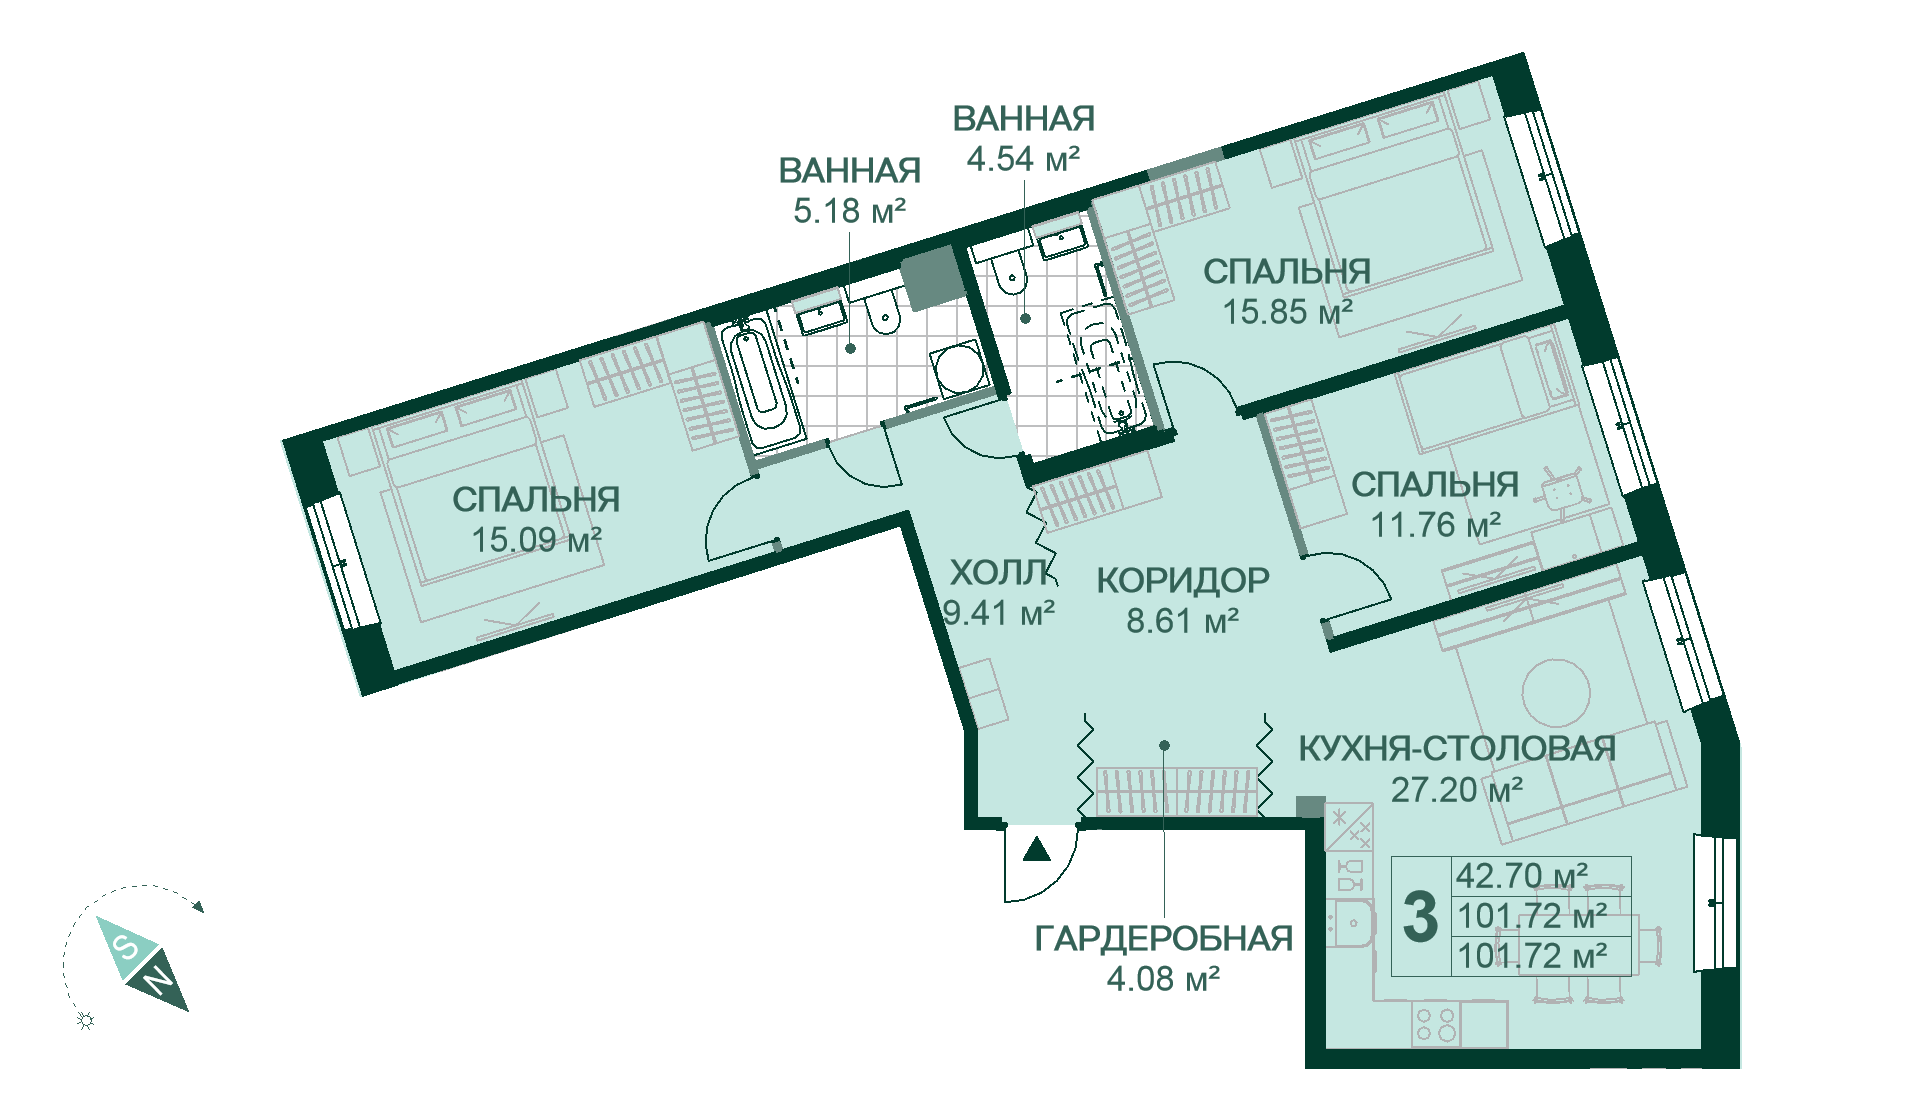 ВАННАЯ
4.54 м²
ВАННАЯ
5.18 м²
СПАЛЬНЯ
15.85 м²
СПАЛЬНЯ
15.09 м²
СПАЛЬНЯ
11.76 м²
ХОЛЛ
9.41 м²
КОРИДОР
8.61 м²
КУХНЯ-СТОЛОВАЯ
27.20 м²
3
42.70 м²
101.72 м²
101.72 м²
ГАРДЕРОБНАЯ
4.08 м²
S
N